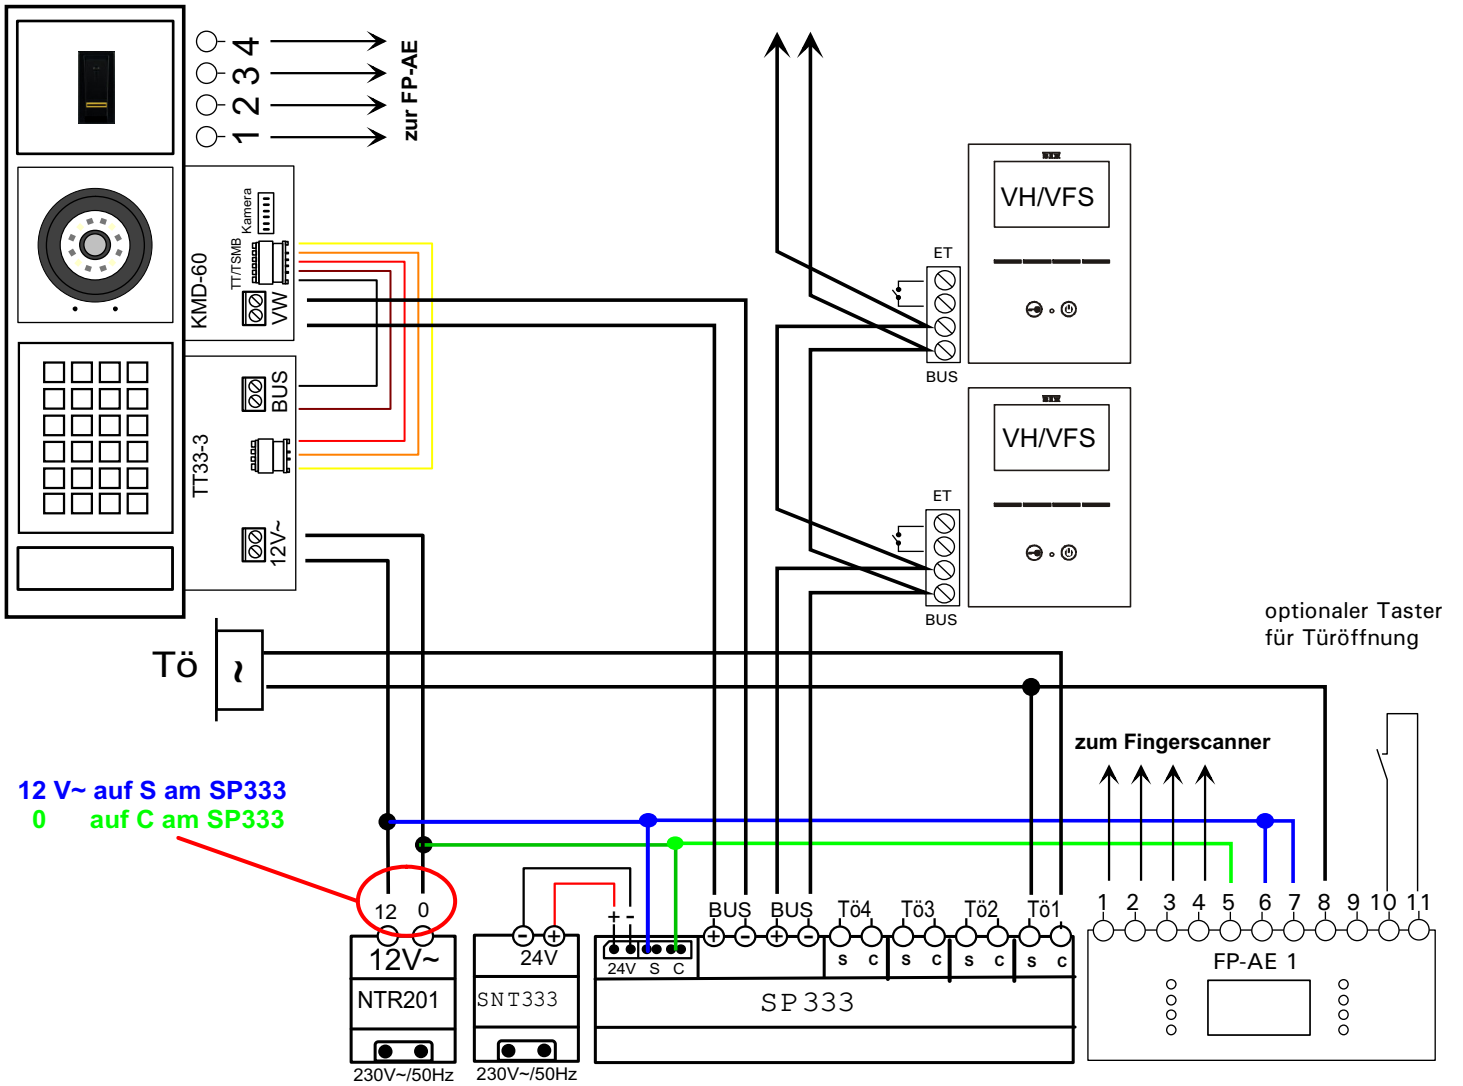 4
3
2
1
zur FP-AE
Kamera
TT/TSMB
KMD-60
VW
BUS
TT33-3
12V~
ET
VH/VFS
BUS
ET
VH/VFS
BUS
optionaler Taster
für Türöffnung
Tö
~
zum Fingerscanner
12 V~ auf S am SP333
0 auf C am SP333
12 0
+ -
BUS BUS Tö4 Tö3 Tö2 Tö1
1 2 3 4 5 6 7 8 9 10 11
- +
+ - + -
12V~
24V
24V S C
S C S C S C S C
FP-AE 1
NTR201
SNT333
SP333
230V~/50Hz
230V~/50Hz